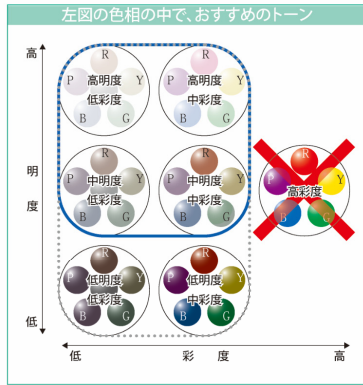 左図の色相の中で、おすすめのトーン
高
明
度
低
R
P 高明度 Y
低彩度
B G
R
P 高明度 Y
中彩度
B G
R
P 中明度 Y
低彩度
B G
R
P 中明度 Y
中彩度
B G
R
P Y
高彩度
B G
R
P 低明度 Y
低彩度
B G
R
P 低明度 Y
中彩度
B G
低 彩 度 高